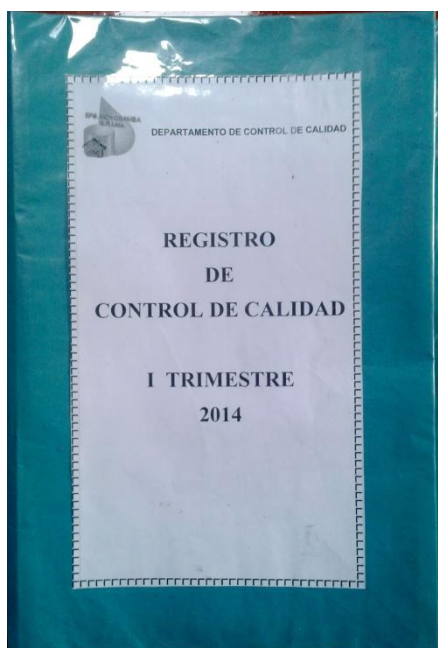 DEPARTAMENTO DE CONTROL DE CALIDAD
REGISTRO
DE
CONTROL DE CALIDAD
I TRIMESTRE
2014